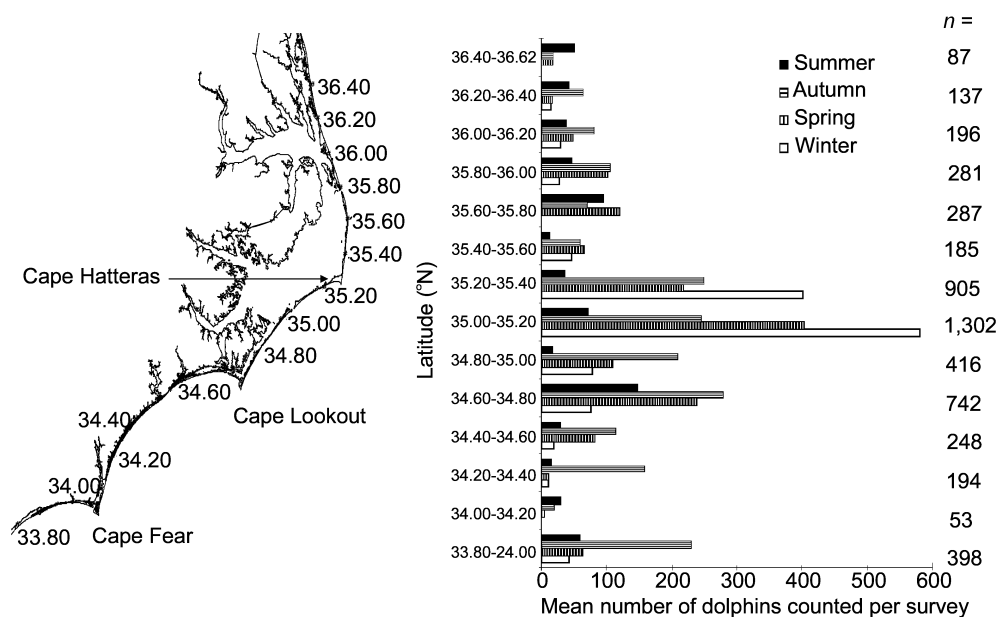 36.40
36.20
36.00
35.80
35.60
35.40
Cape Hatteras
35.20
35.00
34.80
34.60
Cape Lookout
34.40
34.20
34.00
33.80
Cape Fear
n =
Summer
Autumn
Spring
Winter
Latitude (°N)
36.40-36.62 87
36.20-36.40 137
36.00-36.20 196
35.80-36.00 281
35.60-35.80 287
35.40-35.60 185
35.20-35.40 905
35.00-35.20 1,302
34.80-35.00 416
34.60-34.80 742
34.40-34.60 248
34.20-34.40 194
34.00-34.20 53
33.80-24.00 398
0 100 200 300 400 500 600
Mean number of dolphins counted per survey